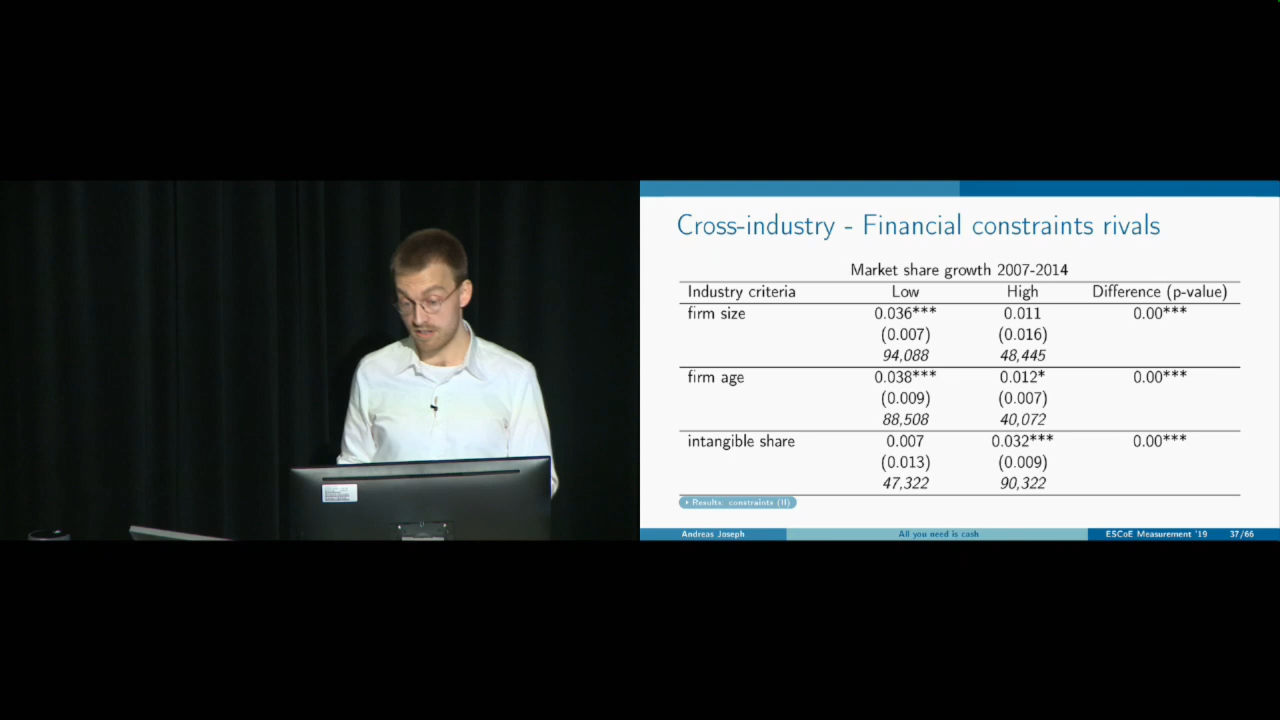 Cross-industry - Financial constraints rivals
Market share growth 2007-2014
Industry criteria Low High Difference (p-value)
firm size 0.036*** 0.011 0.00***
(0.007) (0.016)
94,088 48,445
firm age 0.038*** 0.012* 0.00***
(0.009) (0.007)
88,508 40,072
intangible share 0.007 0.032*** 0.00***
(0.013) (0.009)
47,322 90,322
Results: constraints (II)
Andreas Joseph All you need is cash ESCoE Measurement '19 37/66